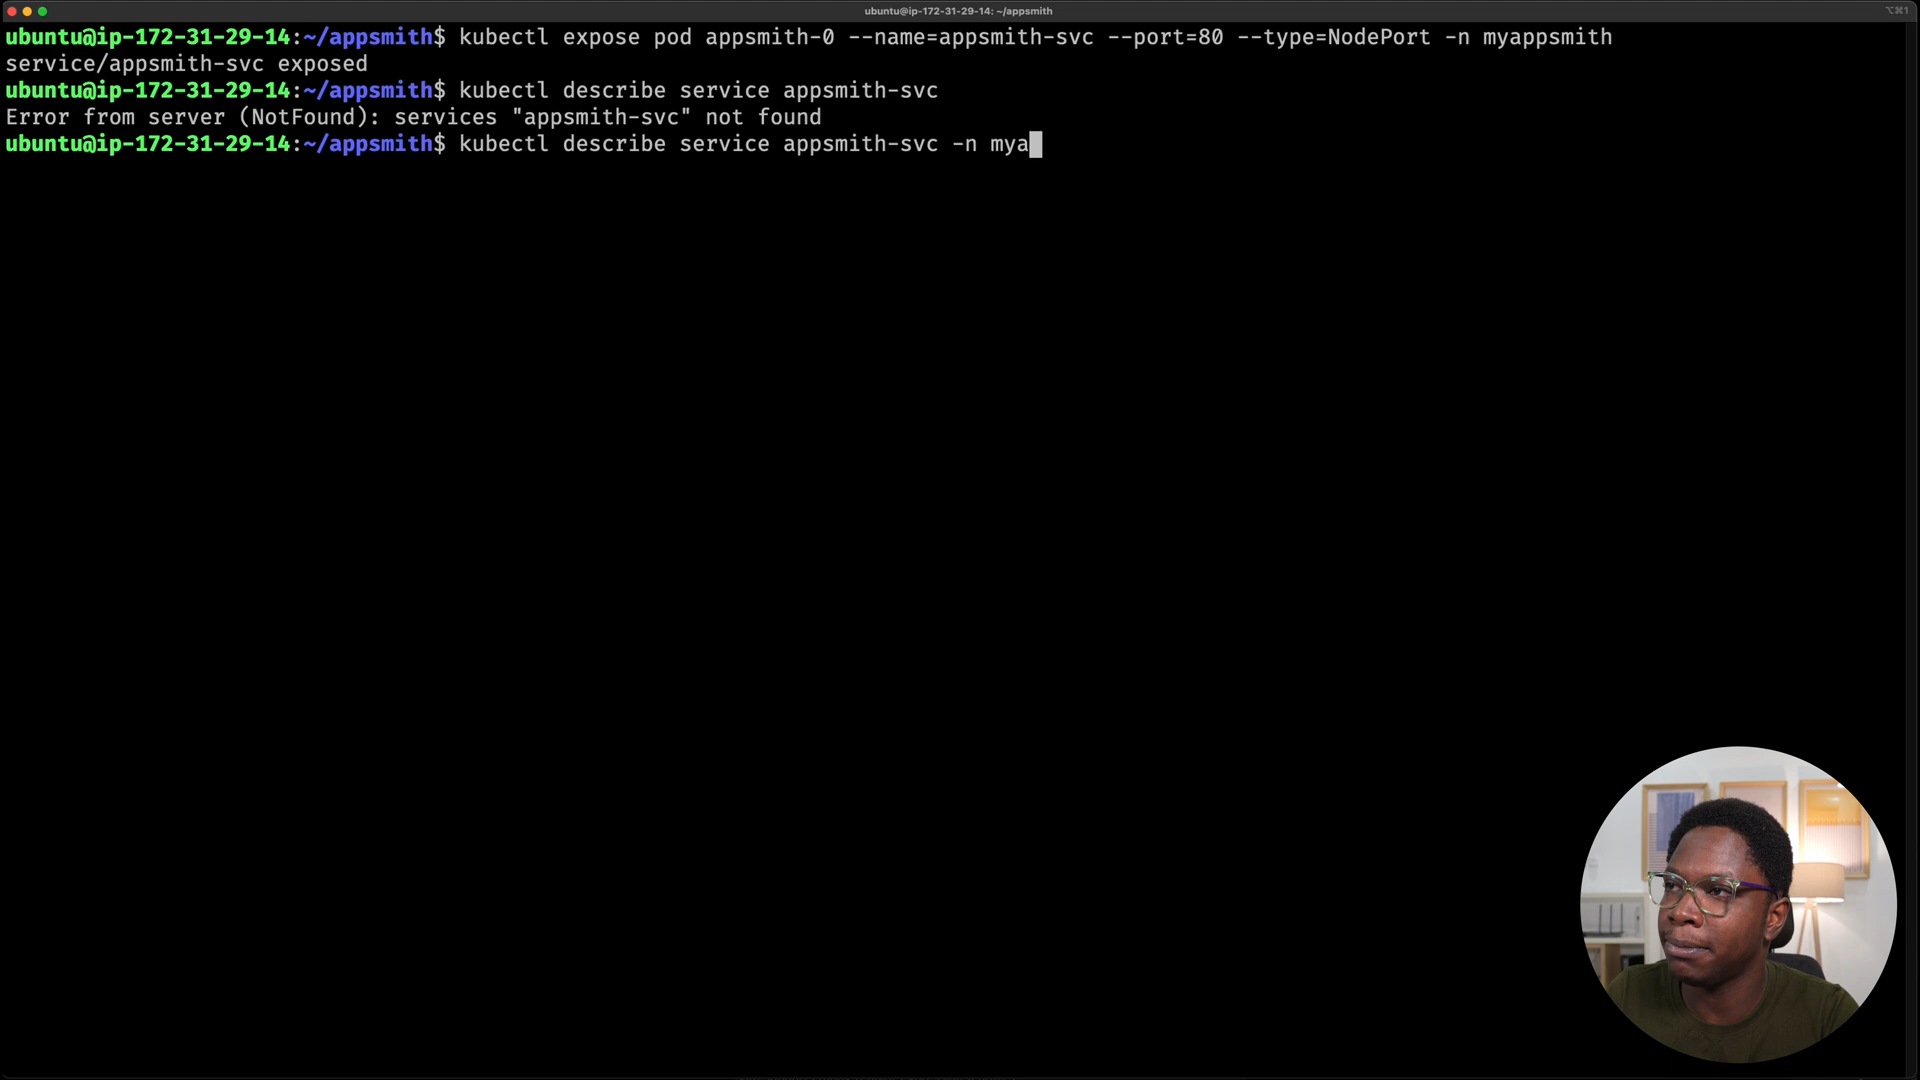 ubuntu@ip-172-31-29-14: ~/appsmith
⌥⌘1
ubuntu@ip-172-31-29-14:~/appsmith$ kubectl expose pod appsmith-0 --name=appsmith-svc --port=80 --type=NodePort -n myappsmith
service/appsmith-svc exposed
ubuntu@ip-172-31-29-14:~/appsmith$ kubectl describe service appsmith-svc
Error from server (NotFound): services "appsmith-svc" not found
ubuntu@ip-172-31-29-14:~/appsmith$ kubectl describe service appsmith-svc -n mya